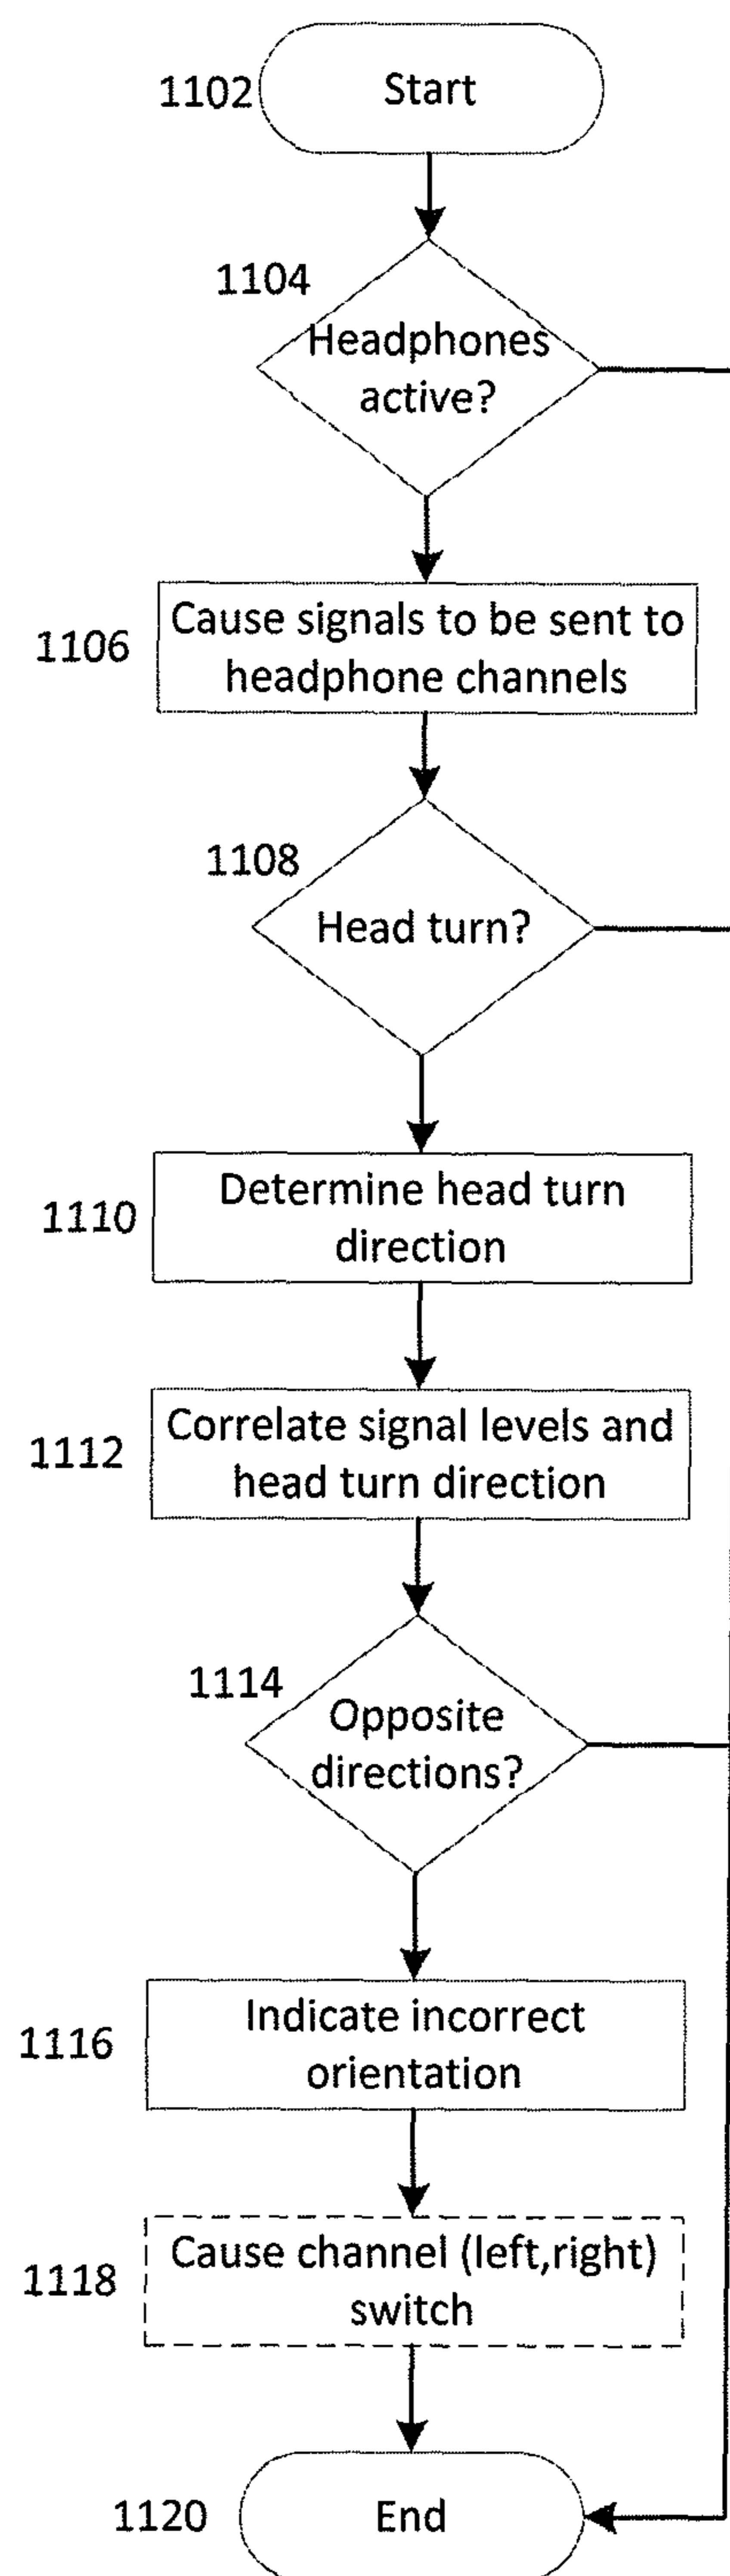 1102
Start
1104
Headphones
active?
1106
Cause signals to be sent to
headphone channels
1108
Head turn?
1110
Determine head turn
direction
1112
Correlate signal levels and
head turn direction
1114
Opposite
directions?
1116
Indicate incorrect
orientation
1118
Cause channel (left,right)
switch
1120
End